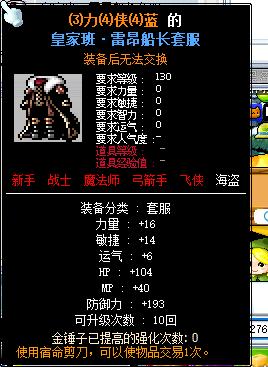 (3)力(4)侠(4)蓝 的
皇家班·雷昂船长套服
装备后无法交换
要求等级 : 130
要求力量 : 0
要求敏捷 : 0
要求智力 : 0
要求运气 : 0
要求人气度 : -
道具等级 : -
道具经验值 : -
新手 战士 魔法师 弓箭手 飞侠 海盗
装备分类 : 套服
力量 : +16
敏捷 : +14
运气 : +6
HP : +104
MP : +40
防御力 : +193
可升级次数 : 10回
金锤子已提高的强化次数: 0
使用宿命剪刀，可以使物品交易1次。
276